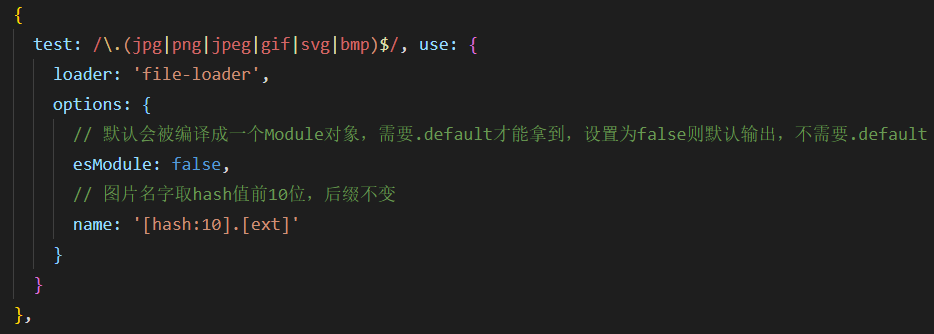 {
test: /\.(jpg|png|jpeg|gif|svg|bmp)$/, use: {
loader: 'file-loader',
options: {
// 默认会被编译成一个Module对象，需要.default才能拿到，设置为false则默认输出，不需要.default
esModule: false,
// 图片名字取hash值前10位，后缀不变
name: '[hash:10].[ext]'
}
}
},